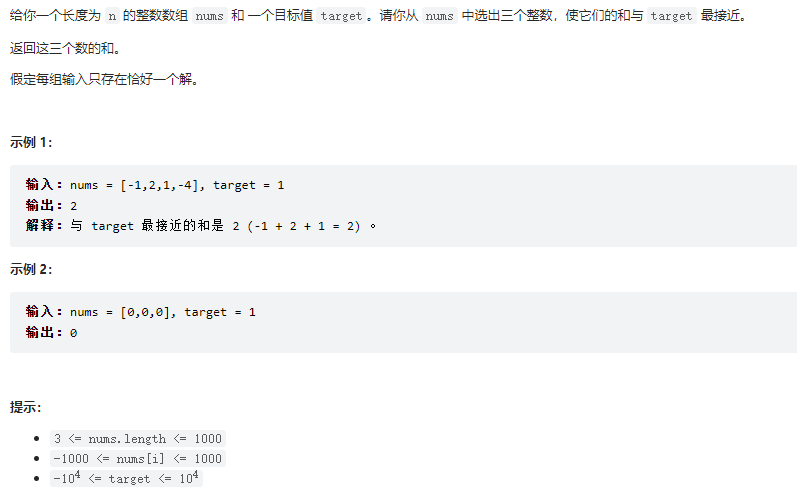 给你一个长度为 n 的整数数组 nums 和 一个目标值 target。请你从 nums 中选出三个整数，使它们的和与 target 最接近。
返回这三个数的和。
假定每组输入只存在恰好一个解。
示例 1：
输入：nums = [-1,2,1,-4], target = 1
输出：2
解释：与 target 最接近的和是 2 (-1 + 2 + 1 = 2) 。
示例 2：
输入：nums = [0,0,0], target = 1
输出：0
提示：
3 <= nums.length <= 1000
-1000 <= nums[i] <= 1000
-10⁴ <= target <= 10⁴